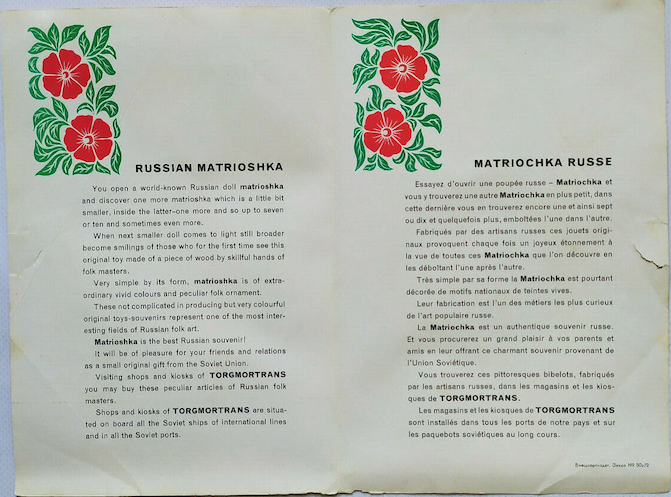 RUSSIAN MATRIOSHKA
You open a world-known Russian doll matrioshka
and discover one more matrioshka which is a little bit
smaller, inside the latter–one more and so up to seven
or ten and sometimes even more.
When next smaller doll comes to light still broader
become smilings of those who for the first time see this
original toy made of a piece of wood by skillful hands of
folk masters.
Very simple by its form, matrioshka is of extra-
ordinary vivid colours and peculiar folk ornament.
These not complicated in producing but very colourful
original toys-souvenirs represent one of the most inter-
esting fields of Russian folk art.
Matrioshka is the best Russian souvenir!
It will be of pleasure for your friends and relations
as a small original gift from the Soviet Union.
Visiting shops and kiosks of TORGMORTRANS
you may buy these peculiar articles of Russian folk
masters.
Shops and kiosks of TORGMORTRANS are situa-
ted on board all the Soviet ships of international lines
and in all the Soviet ports.
MATRIOCHKA RUSSE
Essayez d'ouvrir une poupée russe – Matriochka et
vous y trouverez une autre Matriochka en plus petit, dans
cette dernière vous en trouverez encore une et ainsi sept
ou dix et quelquefois plus, emboîtées l'une dans l'autre.
Fabriqués par des artisans russes ces jouets origi-
naux provoquent chaque fois un joyeux étonnement à
la vue de toutes ces Matriochka que l'on découvre en
les déboîtant l'une après l'autre.
Très simple par sa forme la Matriochka est pourtant
décorée de motifs nationaux de teintes vives.
Leur fabrication est l'un des métiers les plus curieux
de l'art populaire russe.
La Matriochka est un authentique souvenir russe.
Et vous procurerez un grand plaisir à vos parents et
amis en leur offrant ce charmant souvenir provenant de
l'Union Soviétique.
Vous trouverez ces pittoresques bibelots, fabriqués
par les artisans russes, dans les magasins et les kios-
ques de TORGMORTRANS.
Les magasins et les kiosques de TORGMORTRANS
sont installés dans tous les ports de notre pays et sur
les paquebots soviétiques au long cours.
Внешторгиздат. Заказ № 50/72